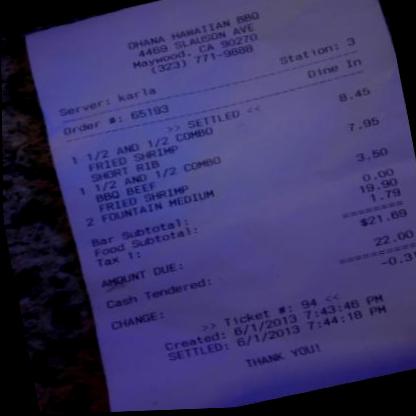 OHANA HAWAIIAN BBQ
4469 SLAUSON AVE
Maywood, CA 90270
(323) 771-9888
Server: karla Station: 3
Order #: 65193 Dine In
>> SETTLED <<
1 1/2 AND 1/2 COMBO 8.45
FRIED SHRIMP
SHORT RIB
1 1/2 AND 1/2 COMBO 7.95
BBQ BEEF
FRIED SHRIMP
2 FOUNTAIN MEDIUM 3.50
Bar Subtotal: 0.00
Food Subtotal: 19.90
Tax 1: 1.79
========
AMOUNT DUE: $21.69
Cash Tendered: 22.00
==========
CHANGE: -0.31
>> Ticket #: 94 <<
Created: 6/1/2013 7:43:46 PM
SETTLED: 6/1/2013 7:44:18 PM
THANK YOU!